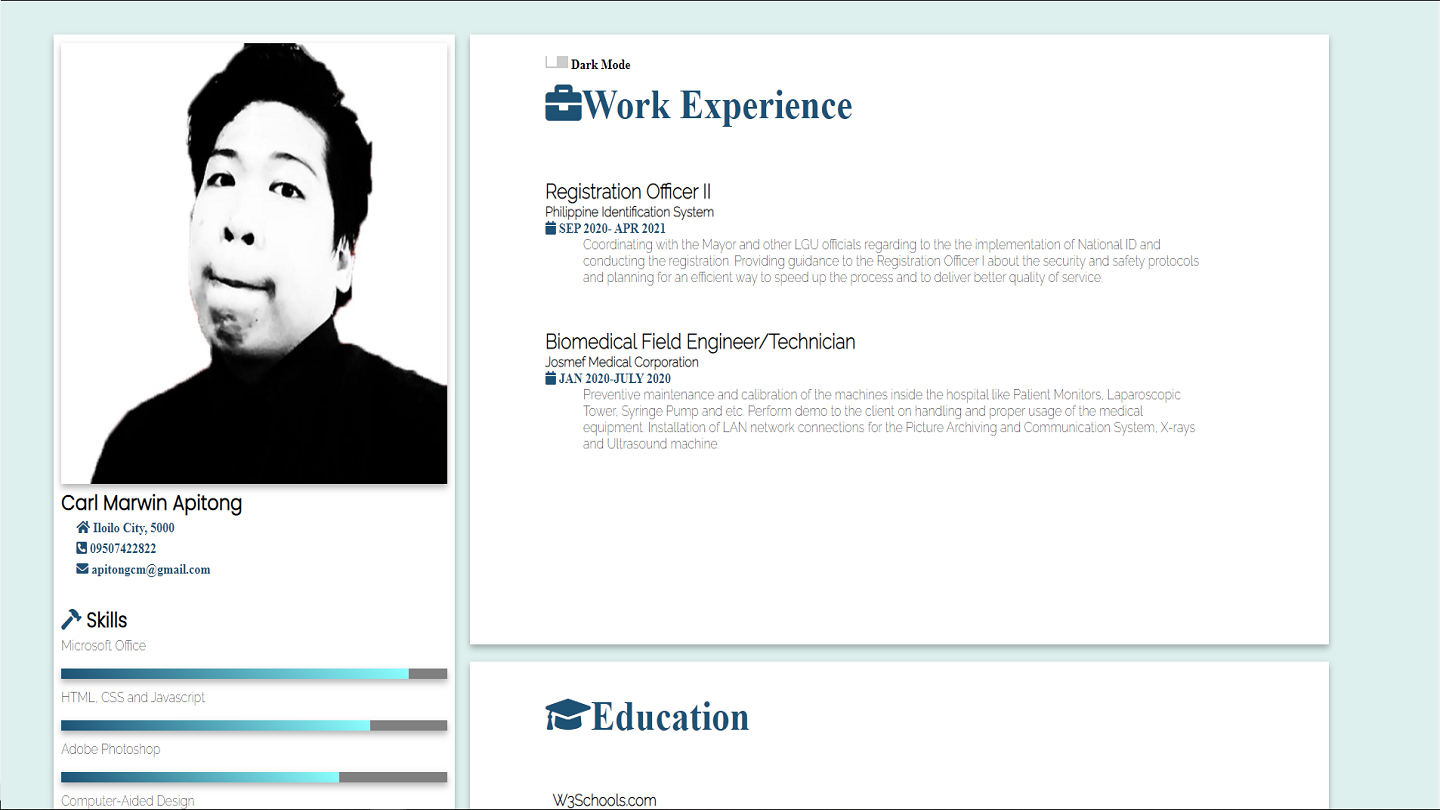 Carl Marwin Apitong
Iloilo City, 5000
09507422822
apitongcm@gmail.com
Skills
Microsoft Office
HTML, CSS and Javascript
Adobe Photoshop
Computer-Aided Design
Dark Mode
Work Experience
Registration Officer II
Philippine Identification System
SEP 2020- APR 2021
Coordinating with the Mayor and other LGU officials regarding to the the implementation of National ID and
conducting the registration. Providing guidance to the Registration Officer I about the security and safety protocols
and planning for an efficient way to speed up the process and to deliver better quality of service.
Biomedical Field Engineer/Technician
Josmef Medical Corporation
JAN 2020-JULY 2020
Preventive maintenance and calibration of the machines inside the hospital like Patient Monitors, Laparoscopic
Tower, Syringe Pump and etc. Perform demo to the client on handling and proper usage of the medical
equipment. Installation of LAN network connections for the Picture Archiving and Communication System, X-rays
and Ultrasound machine.
Education
W3Schools.com